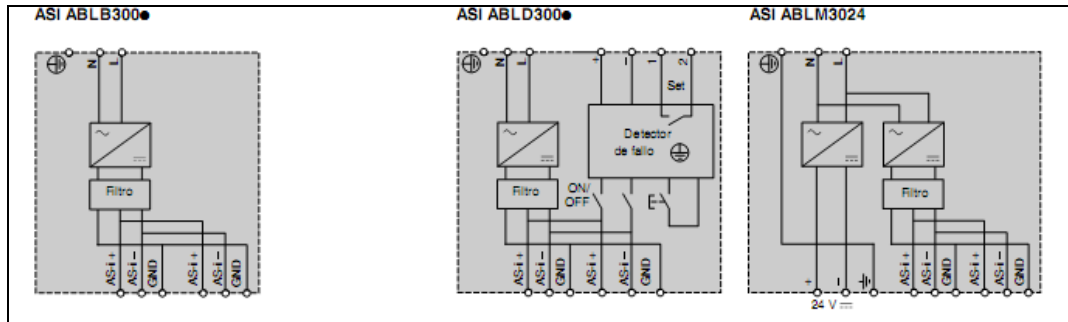 ASI ABLB300●
ASI ABLD300●
ASI ABLM3024
N
L
Filtro
AS-i +
AS-i –
GND
AS-i +
AS-i –
GND
N
L
+
–
1
2
Set
Detector
de fallo
Filtro
ON/
OFF
AS-i +
AS-i –
GND
AS-i +
AS-i –
GND
N
L
Filtro
+
–
24 V
AS-i +
AS-i –
GND
AS-i +
AS-i –
GND